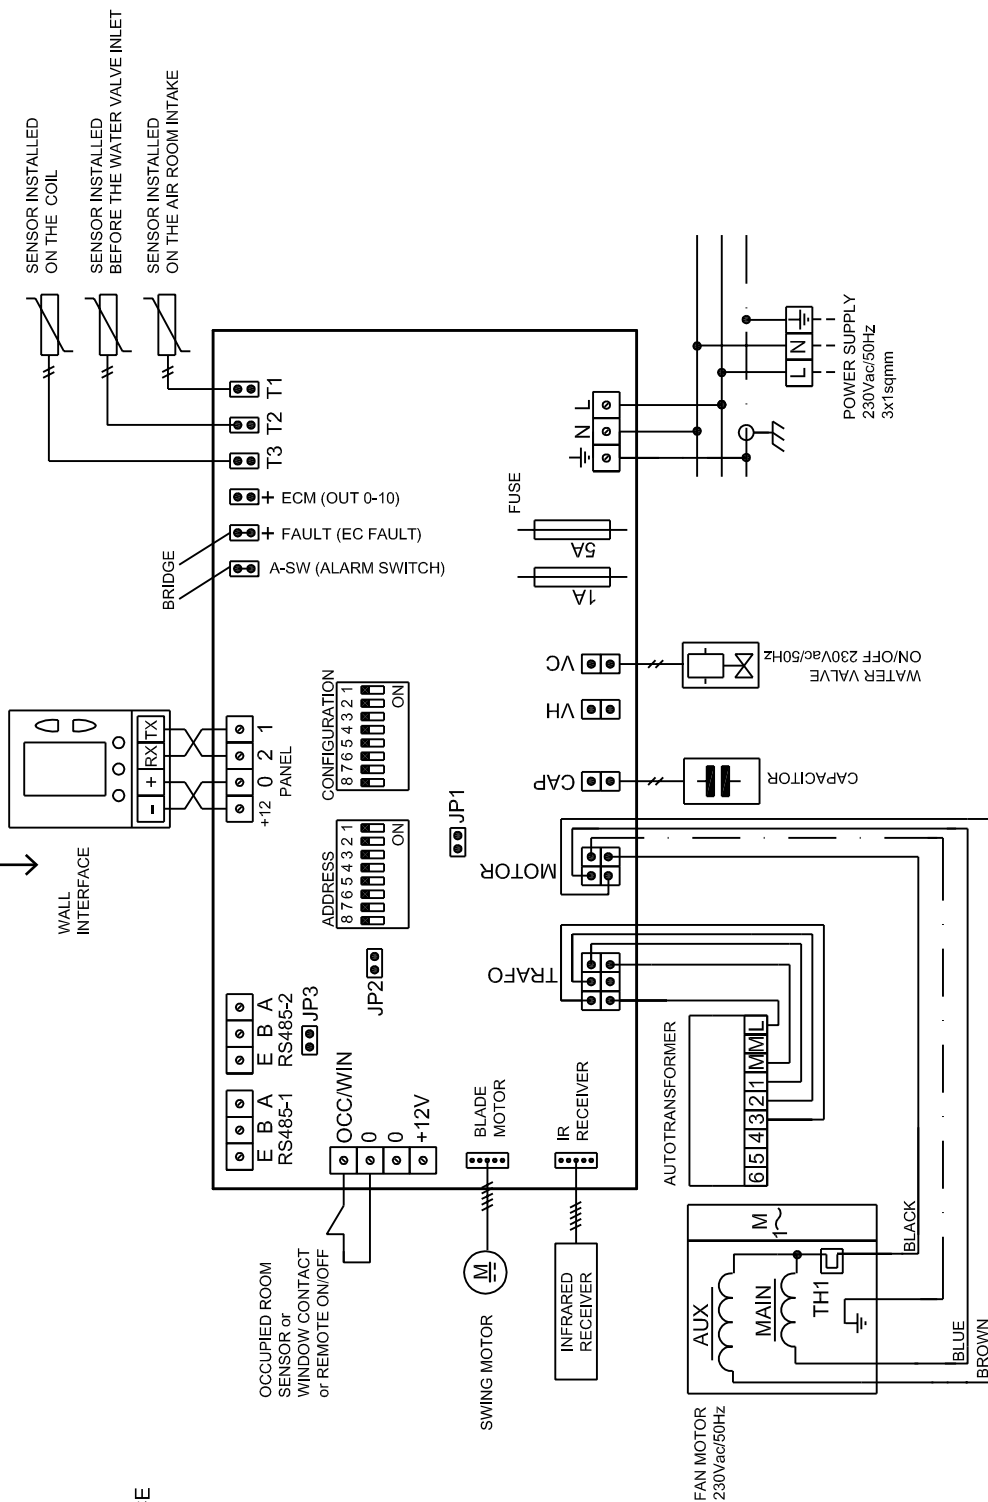 SENSOR INSTALLED
ON THE COIL
SENSOR INSTALLED
BEFORE THE WATER VALVE INLET
SENSOR INSTALLED
ON THE AIR ROOM INTAKE
T3
T2
T1
+ ECM (OUT 0-10)
+ FAULT (EC FAULT)
A-SW (ALARM SWITCH)
BRIDGE
WALL
INTERFACE
- + RX TX
+12 0 2 1
PANEL
CONFIGURATION
8 7 6 5 4 3 2 1
ON
ADDRESS
8 7 6 5 4 3 2 1
ON
JP1
JP2
JP3
E B A
RS485-2
E B A
RS485-1
OCC/WIN
0
0
+12V
OCCUPIED ROOM
SENSOR or
WINDOW CONTACT
or REMOTE ON/OFF
BLADE
MOTOR
M
SWING MOTOR
IR
RECEIVER
INFRARED
RECEIVER
TRAFO
MOTOR
CAP
VH
VC
1A
5A
FUSE
N L
L N
POWER SUPPLY
230Vac/50Hz
3x1sqmm
WATER VALVE
ON/OFF 230Vac/50Hz
CAPACITOR
AUTOTRANSFORMER
6 5 4 3 2 1 M ML
M
1~
AUX
MAIN
TH1
BLACK
BLUE
BROWN
FAN MOTOR
230Vac/50Hz
E